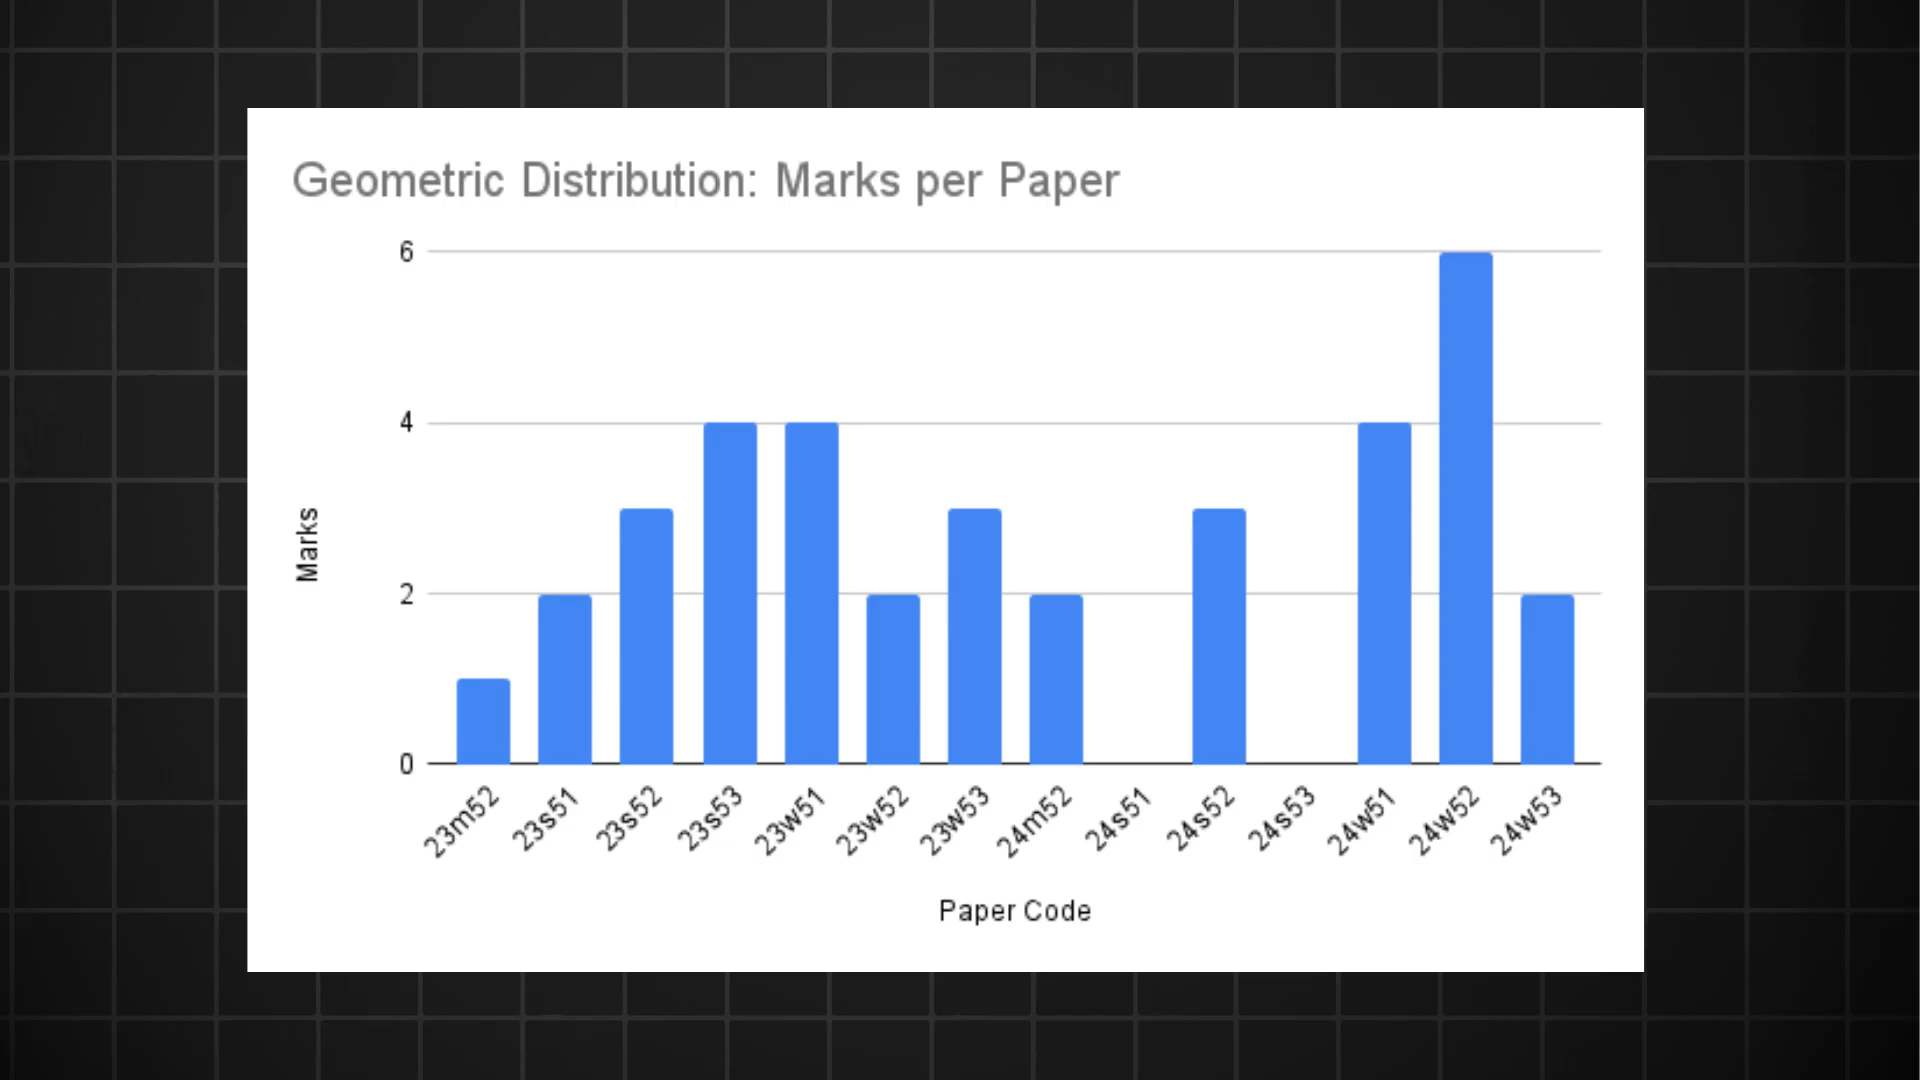 Geometric Distribution: Marks per Paper
6
4
2
0
Marks
23m52
23s51
23s52
23s53
23w51
23w52
23w53
24m52
24s51
24s52
24s53
24w51
24w52
24w53
Paper Code